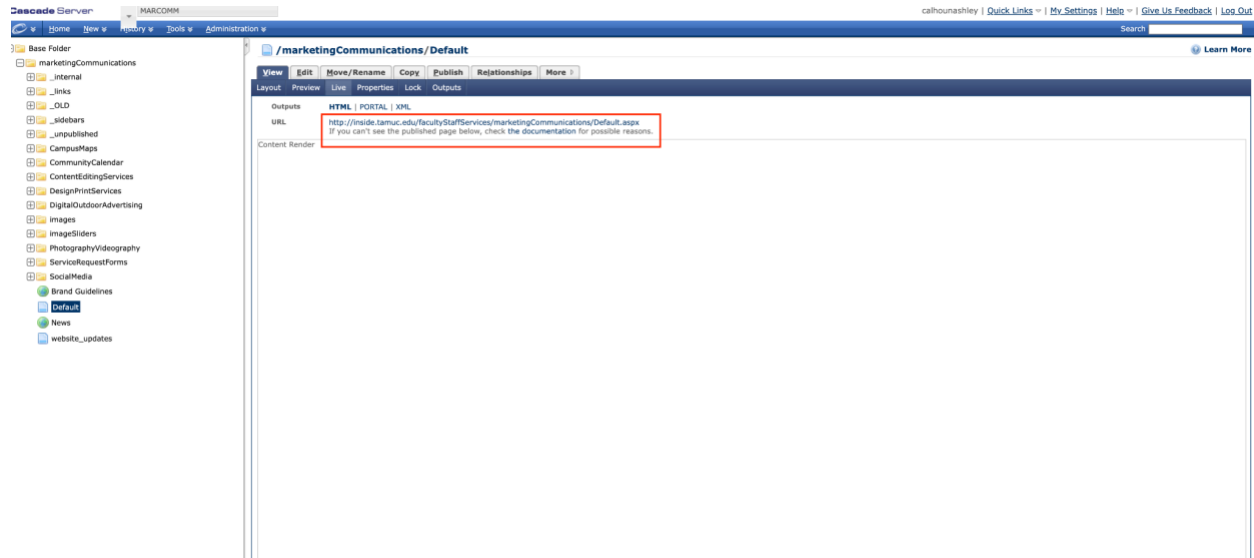 Cascade Server MARCOMM calhounashley | Quick Links | My Settings | Help | Give Us Feedback | Log Out
Home New History Tools Administration Search
Base Folder
marketingCommunications
_internal
_links
_OLD
_sidebars
_unpublished
CampusMaps
CommunityCalendar
ContentEditingServices
DesignPrintServices
DigitalOutdoorAdvertising
images
imageSliders
PhotographyVideography
ServiceRequestForms
SocialMedia
Brand Guidelines
Default
News
website_updates
/marketingCommunications/Default Learn More
View Edit Move/Rename Copy Publish Relationships More
Layout Preview Live Properties Lock Outputs
Outputs HTML | PORTAL | XML
URL http://inside.tamuc.edu/facultyStaffServices/marketingCommunications/Default.aspx
If you can't see the published page below, check the documentation for possible reasons.
Content Render